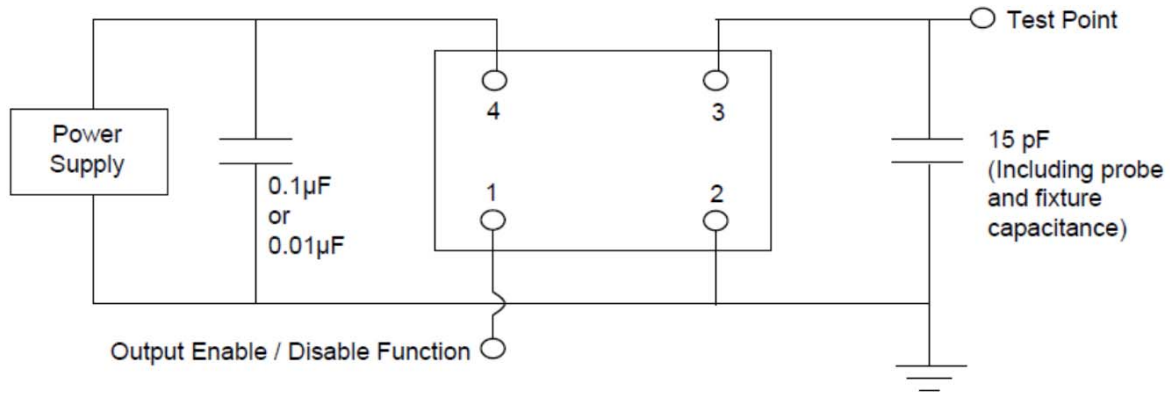 Test Point
4
3
Power
Supply
15 pF
(Including probe
and fixture
capacitance)
0.1µF
or
0.01µF
1
2
Output Enable / Disable Function